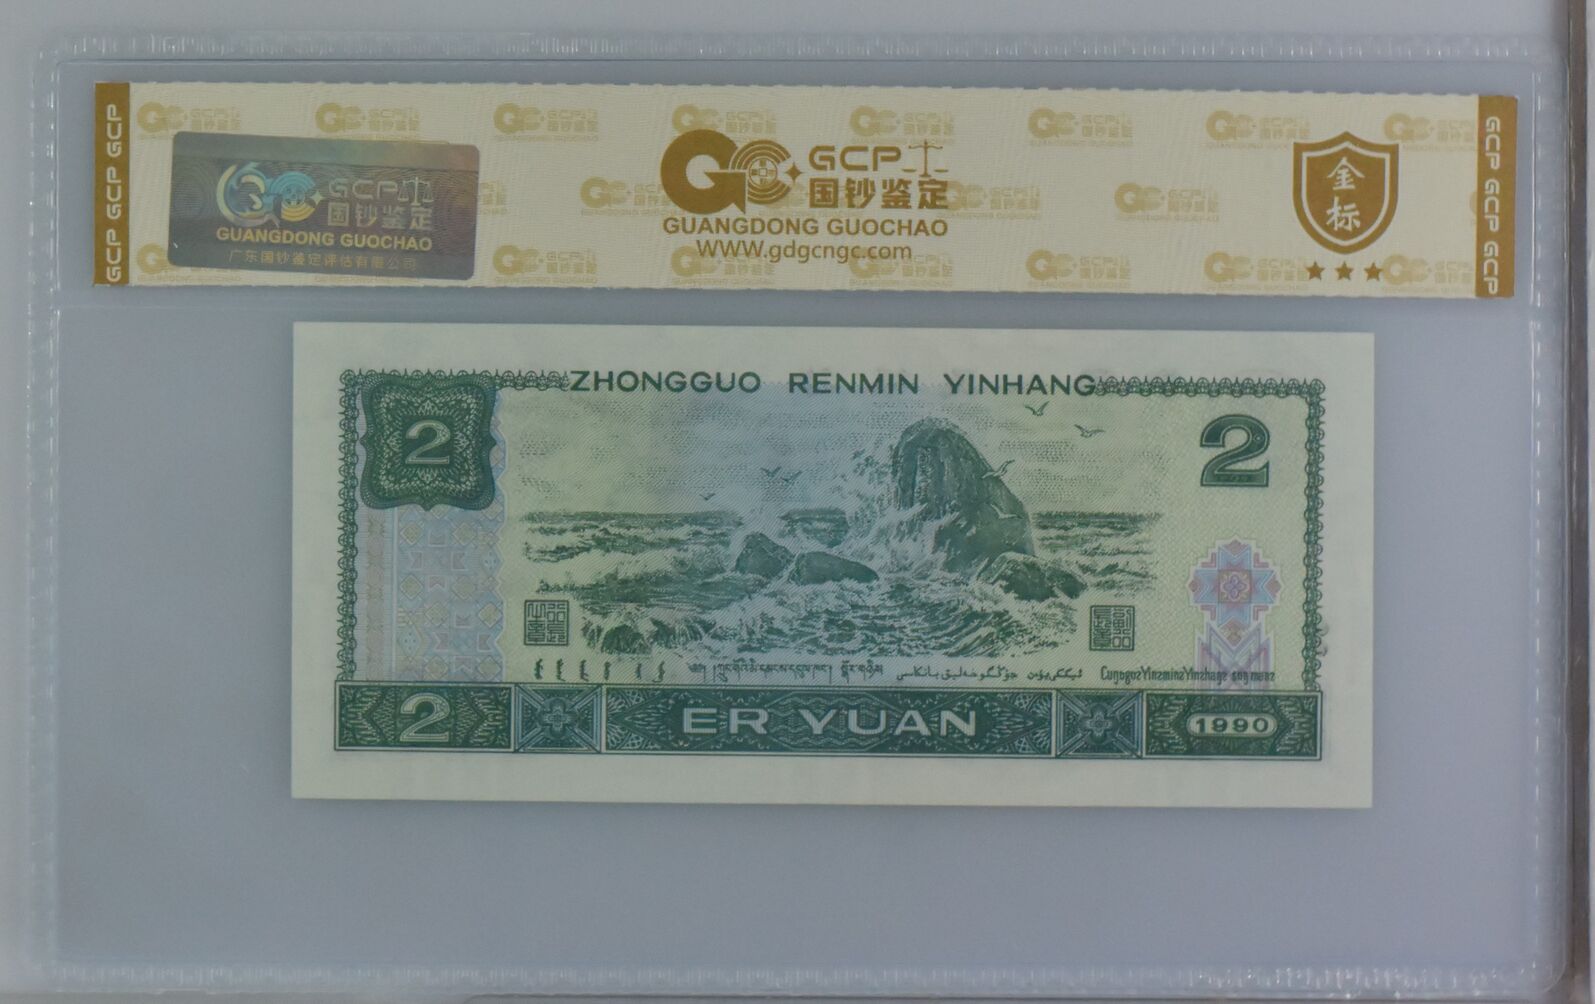 GCP GCP GCP
GCP
国钞鉴定
GUANGDONG GUOCHAO
广东国钞鉴定评估有限公司
GCP
国钞鉴定
GUANGDONG GUOCHAO
WWW.gdgcngc.com
金标
GCP GCP GCP
ZHONGGUO RENMIN YINHANG
2
2
2
ER YUAN
1990